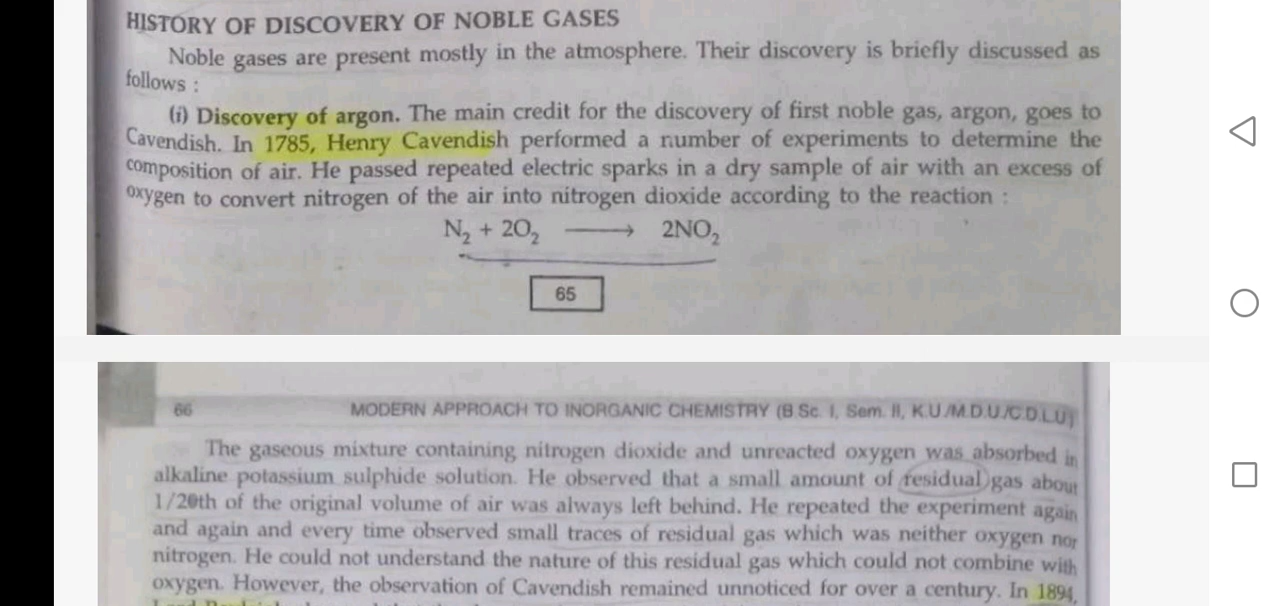 HISTORY OF DISCOVERY OF NOBLE GASES
Noble gases are present mostly in the atmosphere. Their discovery is briefly discussed as
follows :
(i) Discovery of argon. The main credit for the discovery of first noble gas, argon, goes to
Cavendish. In 1785, Henry Cavendish performed a number of experiments to determine the
composition of air. He passed repeated electric sparks in a dry sample of air with an excess of
oxygen to convert nitrogen of the air into nitrogen dioxide according to the reaction :
N₂ + 2O₂ ⟶ 2NO₂
65
66 MODERN APPROACH TO INORGANIC CHEMISTRY (B Sc. I, Sem. II, K.U./M.D.U./C.D.L.U)
The gaseous mixture containing nitrogen dioxide and unreacted oxygen was absorbed in
alkaline potassium sulphide solution. He observed that a small amount of residual gas about
1/20th of the original volume of air was always left behind. He repeated the experiment again
and again and every time observed small traces of residual gas which was neither oxygen nor
nitrogen. He could not understand the nature of this residual gas which could not combine with
oxygen. However, the observation of Cavendish remained unnoticed for over a century. In 1894,